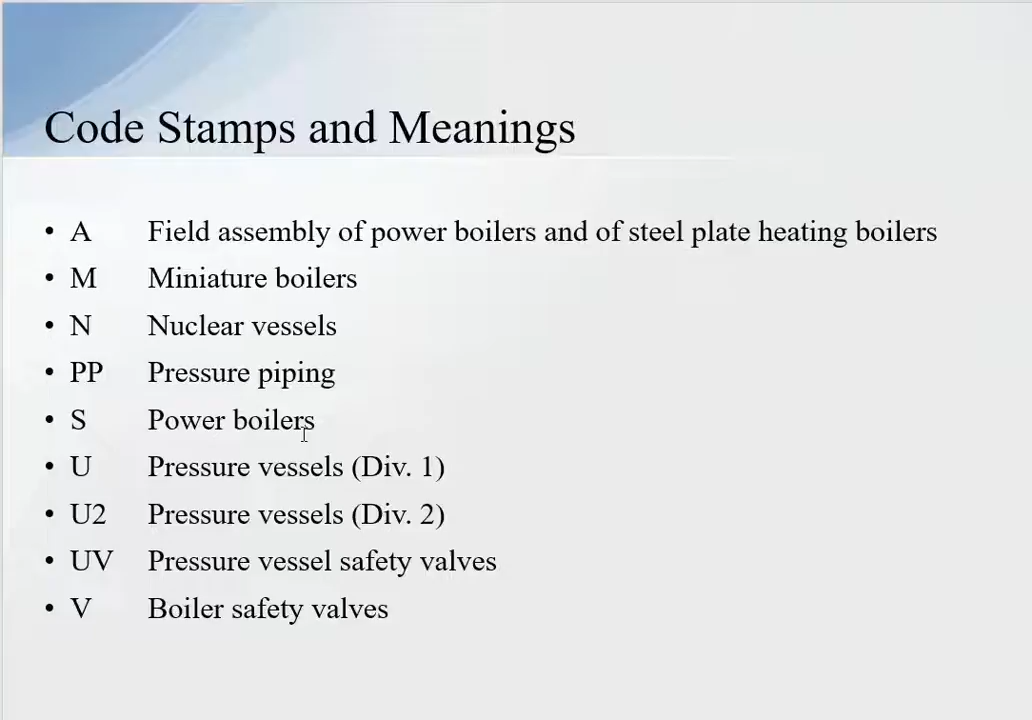 Code Stamps and Meanings
• A Field assembly of power boilers and of steel plate heating boilers
• M Miniature boilers
• N Nuclear vessels
• PP Pressure piping
• S Power boilers
• U Pressure vessels (Div. 1)
• U2 Pressure vessels (Div. 2)
• UV Pressure vessel safety valves
• V Boiler safety valves